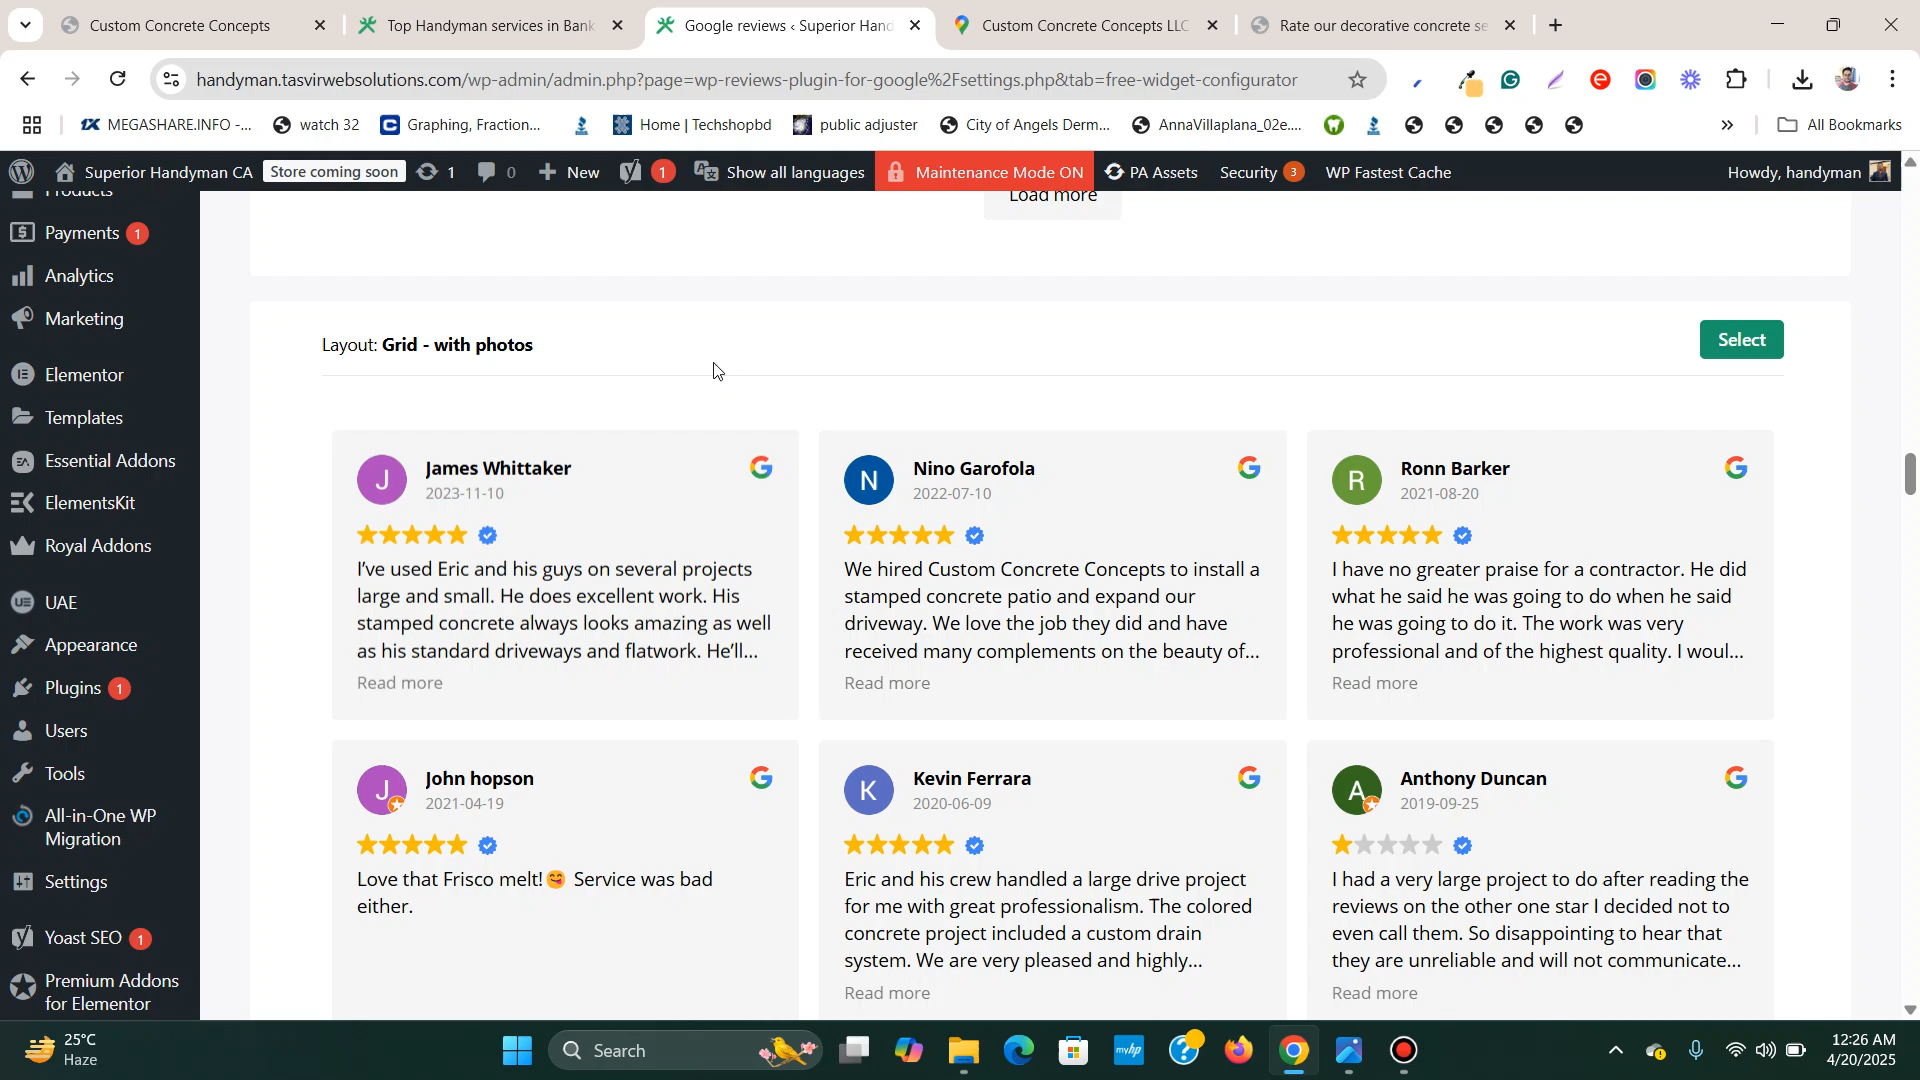 Custom Concrete Concepts
Top Handyman services in Bank
Google reviews ‹ Superior Hand
Custom Concrete Concepts LLC
Rate our decorative concrete se
handyman.tasvirwebsolutions.com/wp-admin/admin.php?page=wp-reviews-plugin-for-google%2Fsettings.php&tab=free-widget-configurator
MEGASHARE.INFO -...
watch 32
Graphing, Fraction...
Home | Techshopbd
public adjuster
City of Angels Derm...
AnnaVillaplana_02e....
All Bookmarks
Superior Handyman CA
Store coming soon
1
0
New
1
Show all languages
Maintenance Mode ON
PA Assets
Security 3
WP Fastest Cache
Howdy, handyman
Products
Payments 1
Analytics
Marketing
Elementor
Templates
Essential Addons
ElementsKit
Royal Addons
UAE
Appearance
Plugins 1
Users
Tools
All-in-One WP
Migration
Settings
Yoast SEO 1
Premium Addons
for Elementor
Load more
Layout: Grid - with photos
Select
J
James Whittaker
2023-11-10
I've used Eric and his guys on several projects
large and small. He does excellent work. His
stamped concrete always looks amazing as well
as his standard driveways and flatwork. He'll...
Read more
N
Nino Garofola
2022-07-10
We hired Custom Concrete Concepts to install a
stamped concrete patio and expand our
driveway. We love the job they did and have
received many complements on the beauty of...
Read more
R
Ronn Barker
2021-08-20
I have no greater praise for a contractor. He did
what he said he was going to do when he said
he was going to do it. The work was very
professional and of the highest quality. I woul...
Read more
J
John hopson
2021-04-19
Love that Frisco melt!😋 Service was bad
either.
K
Kevin Ferrara
2020-06-09
Eric and his crew handled a large drive project
for me with great professionalism. The colored
concrete project included a custom drain
system. We are very pleased and highly...
Read more
A
Anthony Duncan
2019-09-25
I had a very large project to do after reading the
reviews on the other one star I decided not to
even call them. So disappointing to hear that
they are unreliable and will not communicate...
Read more
25°C
Haze
Search
myhp
12:26 AM
4/20/2025